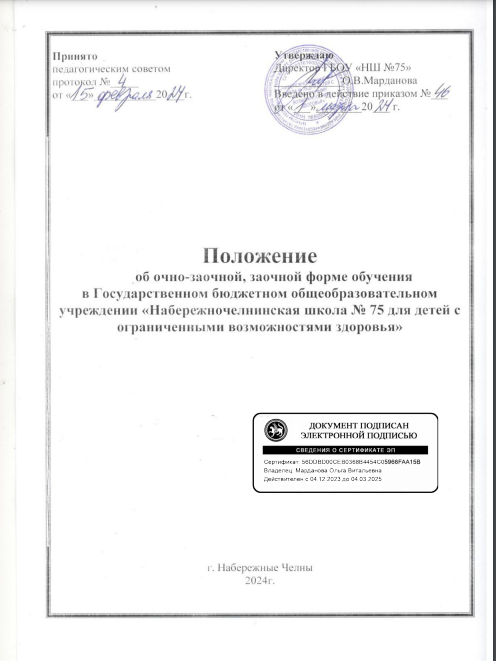 Принято
педагогическим советом
протокол № 4
от «15» февраля 2024г.
Утверждаю
Директор ГБОУ «НШ №75»
О.В.Марданова
Введено в действие приказом № 46
от « » марта 2024 г.
Положение
об очно-заочной, заочной форме обучения
в Государственном бюджетном общеобразовательном
учреждении «Набережночелнинская школа № 75 для детей с
ограниченными возможностями здоровья»
ДОКУМЕНТ ПОДПИСАН
ЭЛЕКТРОННОЙ ПОДПИСЬЮ
СВЕДЕНИЯ О СЕРТИФИКАТЕ ЭП
Сертификат: 56DDBD00CEB0368B4454C05966FAA15B
Владелец: Марданова Ольга Витальевна
Действителен с 04.12.2023 до 04.03.2025
г. Набережные Челны
2024г.